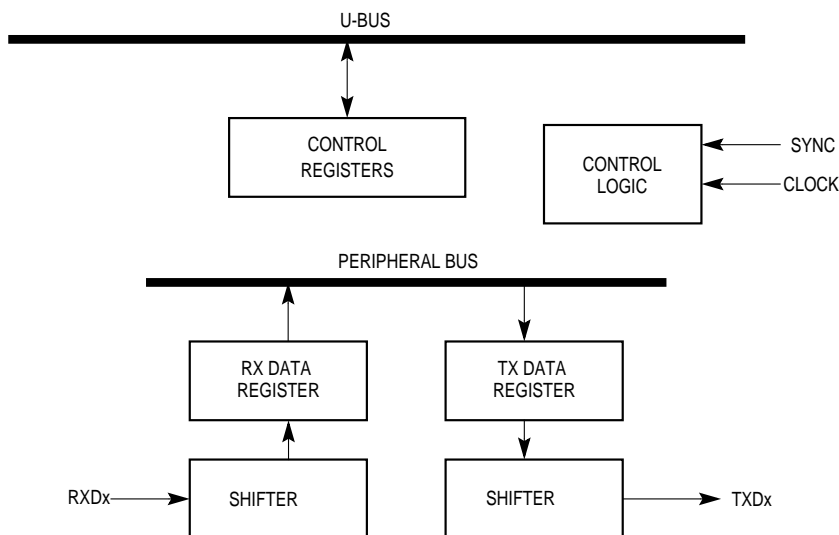 U-BUS
CONTROL
REGISTERS
CONTROL
LOGIC
SYNC
CLOCK
PERIPHERAL BUS
RX DATA
REGISTER
TX DATA
REGISTER
RXDx
SHIFTER
SHIFTER
TXDx